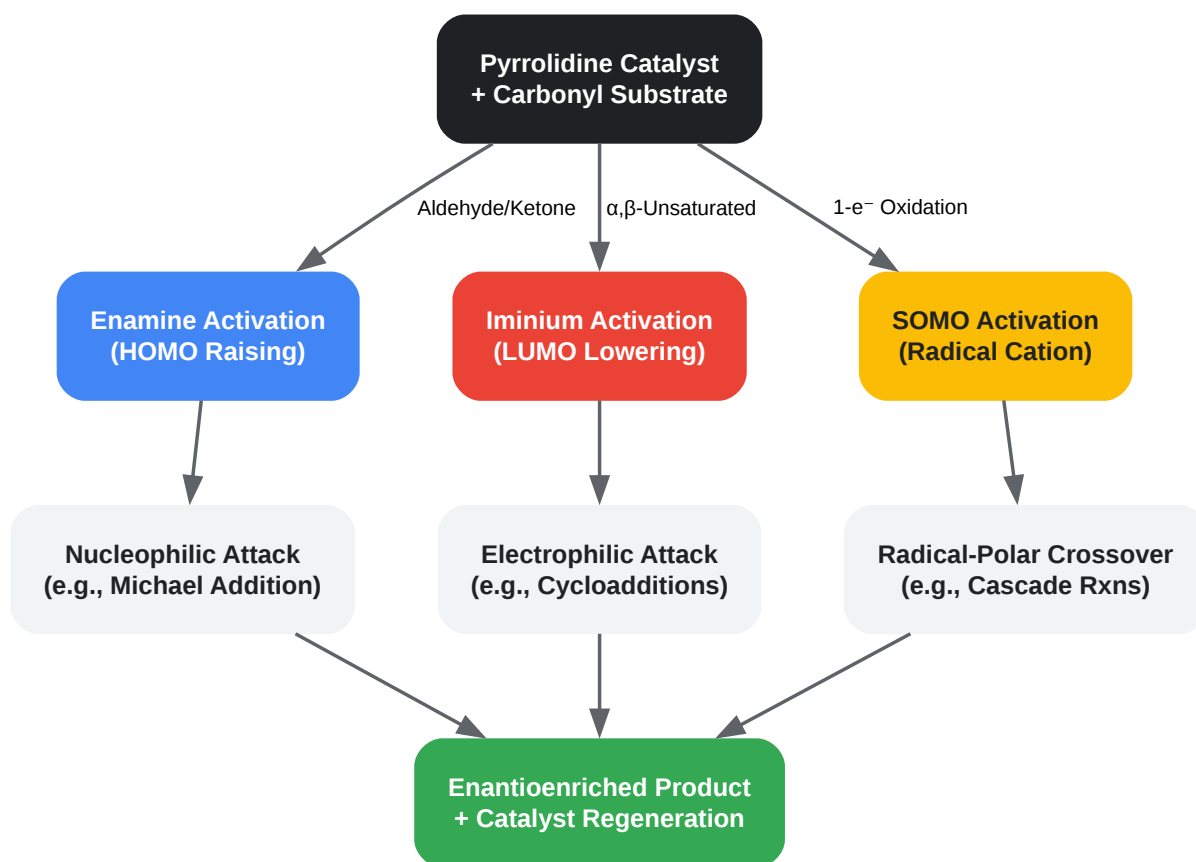 Pyrrolidine Catalyst
+ Carbonyl Substrate
Aldehyde/Ketone
α,β-Unsaturated
1-e⁻ Oxidation
Enamine Activation
(HOMO Raising)
Iminium Activation
(LUMO Lowering)
SOMO Activation
(Radical Cation)
Nucleophilic Attack
(e.g., Michael Addition)
Electrophilic Attack
(e.g., Cycloadditions)
Radical-Polar Crossover
(e.g., Cascade Rxns)
Enantioenriched Product
+ Catalyst Regeneration